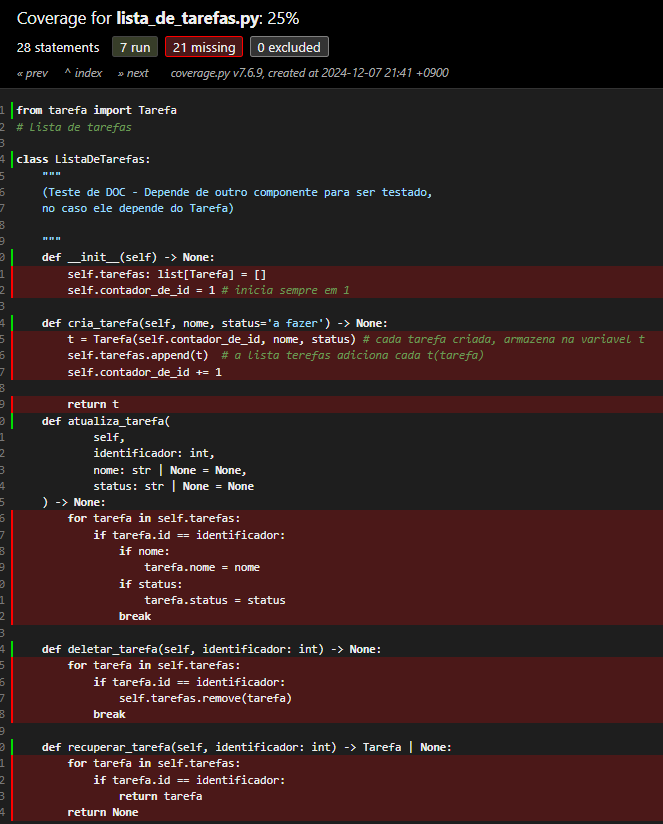 Coverage for lista_de_tarefas.py: 25%
28 statements 7 run 21 missing 0 excluded
« prev ^ index » next coverage.py v7.6.9, created at 2024-12-07 21:41 +0900
1 from tarefa import Tarefa
2 # Lista de tarefas
3
4 class ListaDeTarefas:
5 """
6 (Teste de DOC - Depende de outro componente para ser testado,
7 no caso ele depende do Tarefa)
8
9 """
0 def __init__(self) -> None:
1 self.tarefas: list[Tarefa] = []
2 self.contador_de_id = 1 # inicia sempre em 1
3
4 def cria_tarefa(self, nome, status='a fazer') -> None:
5 t = Tarefa(self.contador_de_id, nome, status) # cada tarefa criada, armazena na variavel t
6 self.tarefas.append(t) # a lista terefas adiciona cada t(tarefa)
7 self.contador_de_id += 1
8
9 return t
0 def atualiza_tarefa(
1 self,
2 identificador: int,
3 nome: str | None = None,
4 status: str | None = None
5 ) -> None:
6 for tarefa in self.tarefas:
7 if tarefa.id == identificador:
8 if nome:
9 tarefa.nome = nome
0 if status:
1 tarefa.status = status
2 break
3
4 def deletar_tarefa(self, identificador: int) -> None:
5 for tarefa in self.tarefas:
6 if tarefa.id == identificador:
7 self.tarefas.remove(tarefa)
8 break
9
0 def recuperar_tarefa(self, identificador: int) -> Tarefa | None:
1 for tarefa in self.tarefas:
2 if tarefa.id == identificador:
3 return tarefa
4 return None